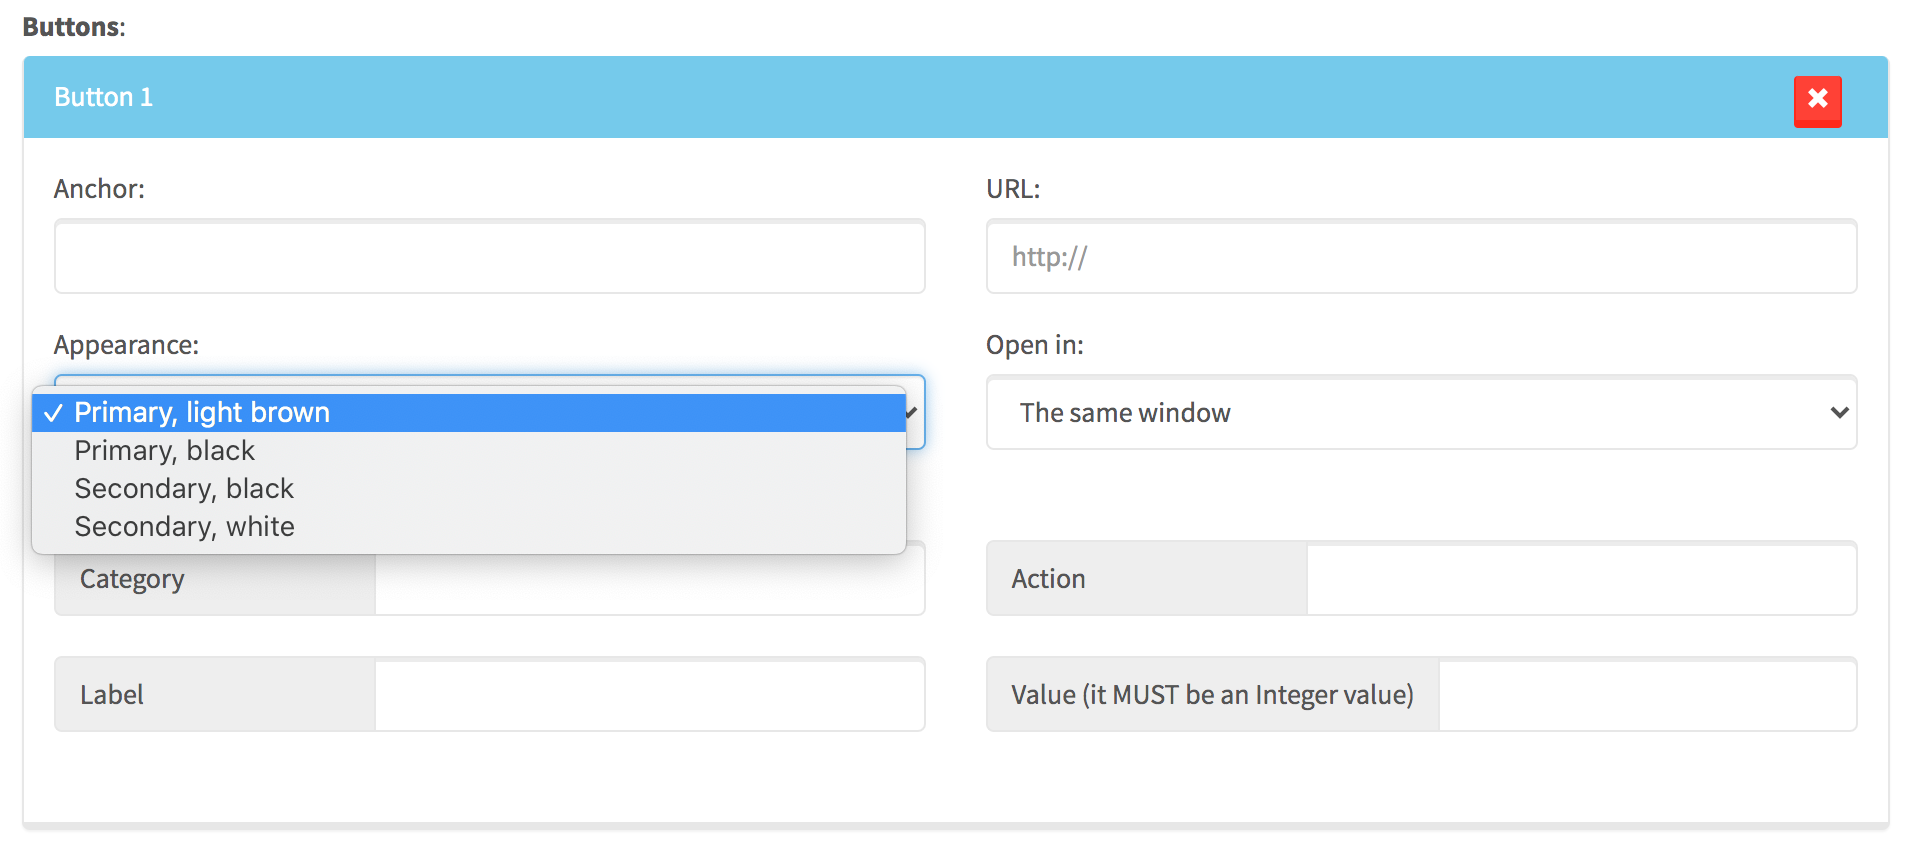 Buttons:
Button 1
Anchor:
URL:
http://
Appearance:
Open in:
✓ Primary, light brown
The same window
Primary, black
Secondary, black
Secondary, white
Category
Action
Label
Value (it MUST be an Integer value)